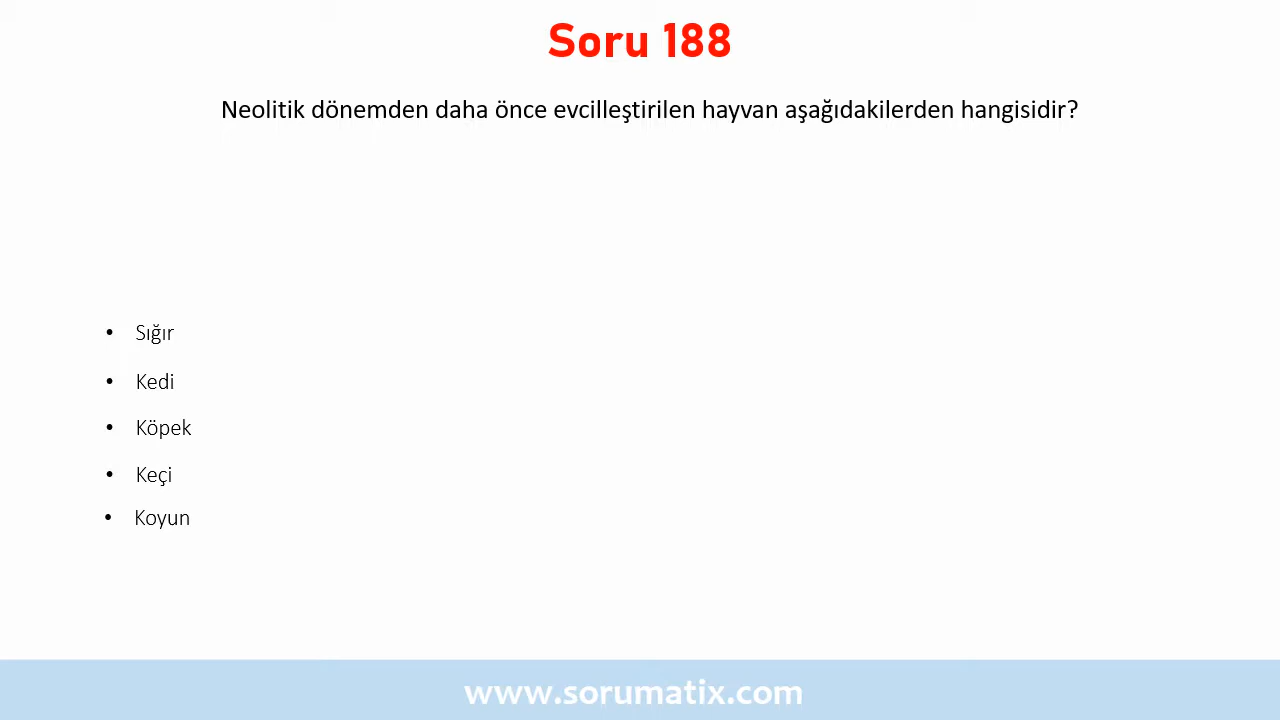 Soru 188
Neolitik dönemden daha önce evcilleştirilen hayvan aşağıdakilerden hangisidir?
• Sığır
• Kedi
• Köpek
• Keçi
• Koyun
www.sorumatix.com